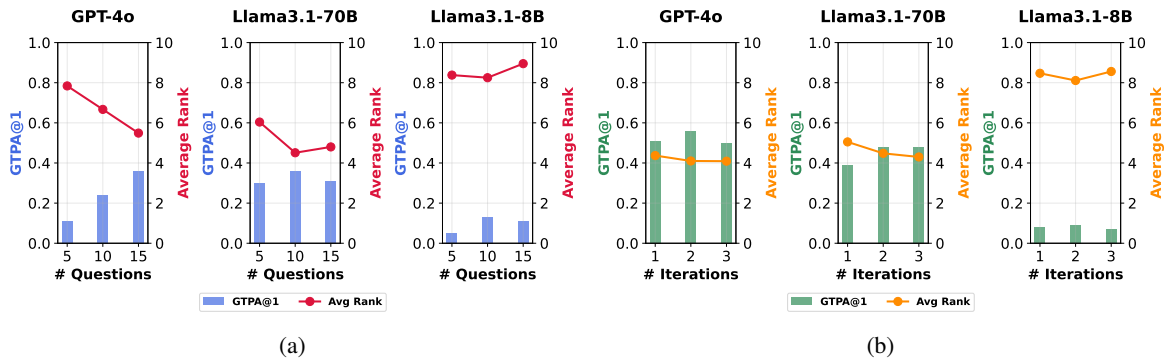 GPT-4o Llama3.1-70B Llama3.1-8B GPT-4o Llama3.1-70B Llama3.1-8B
1.0 10 1.0 10 1.0 10 1.0 10 1.0 10 1.0 10
0.8 8 0.8 8 0.8 8 0.8 8 0.8 8 0.8 8
0.6 6 0.6 6 0.6 6 0.6 6 0.6 6 0.6 6
GTPA@1 Average Rank GTPA@1 Average Rank GTPA@1 Average Rank GTPA@1 Average Rank GTPA@1 Average Rank GTPA@1 Average Rank
0.4 4 0.4 4 0.4 4 0.4 4 0.4 4 0.4 4
0.2 2 0.2 2 0.2 2 0.2 2 0.2 2 0.2 2
0.0 0 0.0 0 0.0 0 0.0 0 0.0 0 0.0 0
5 10 15 5 10 15 5 10 15 1 2 3 1 2 3 1 2 3
# Questions # Questions # Questions # Iterations # Iterations # Iterations
GTPA@1 Avg Rank GTPA@1 Avg Rank
(a) (b)